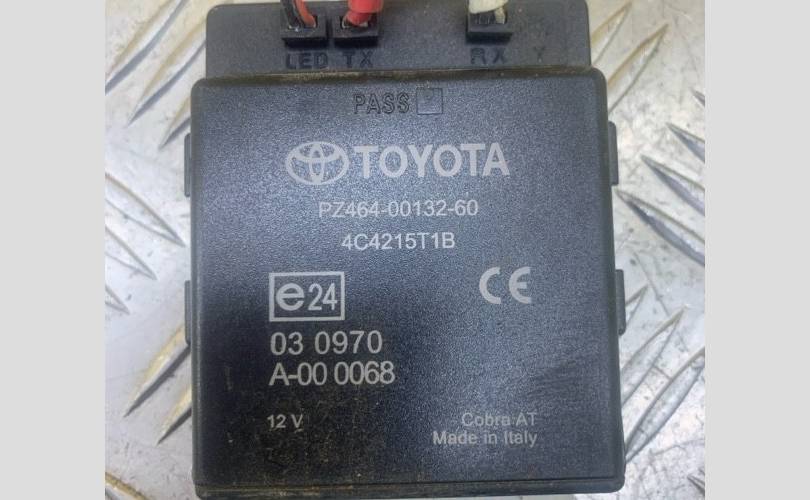 LED TX RX Y
PASS
TOYOTA
PZ464-00132-60
4C4215T1B
e24 CE
03 0970
A-00 0068
12 V Cobra AT
Made in Italy